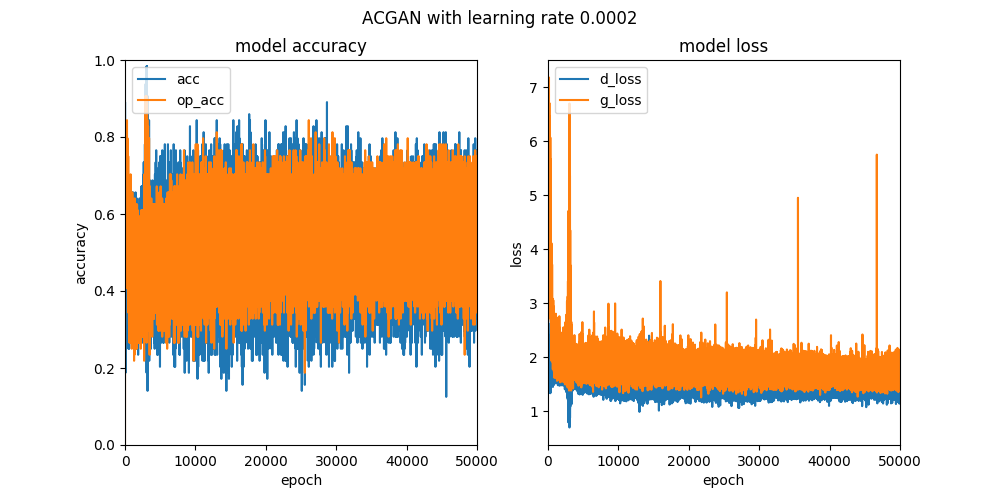 ACGAN with learning rate 0.0002
model accuracy
acc
op_acc
1.0
0.8
0.6
0.4
0.2
0.0
accuracy
0
10000
20000
30000
40000
50000
epoch
model loss
d_loss
g_loss
7
6
5
4
3
2
1
loss
0
10000
20000
30000
40000
50000
epoch